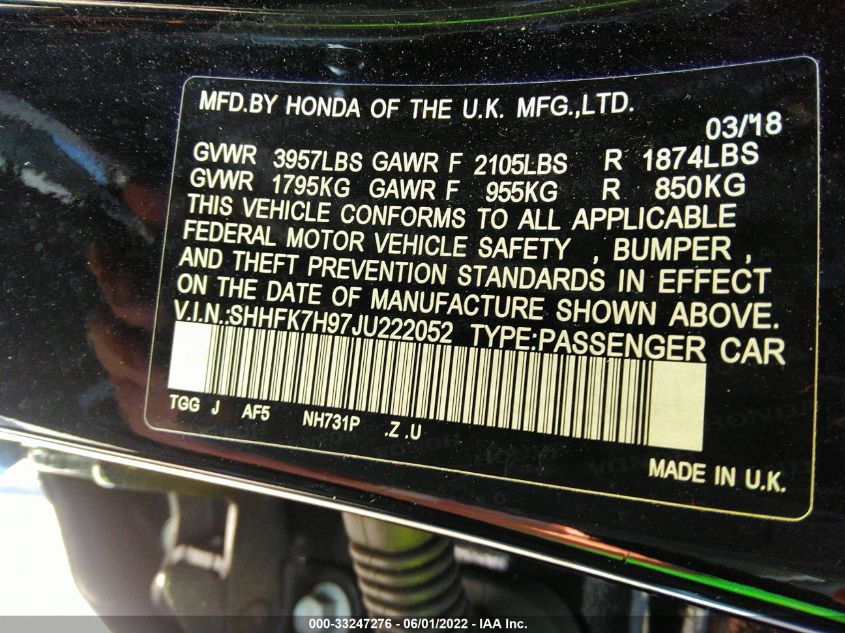 MFD.BY HONDA OF THE U.K. MFG.,LTD.
03/'18
GVWR 3957LBS GAWR F 2105LBS R 1874LBS
GVWR 1795KG GAWR F 955KG R 850KG
THIS VEHICLE CONFORMS TO ALL APPLICABLE
FEDERAL MOTOR VEHICLE SAFETY , BUMPER ,
AND THEFT PREVENTION STANDARDS IN EFFECT
ON THE DATE OF MANUFACTURE SHOWN ABOVE.
V.I.N.:SHHFK7H97JU222052 TYPE:PASSENGER CAR
TGG J AF5 NH731P .Z .U
MADE IN U.K.
000-33247276 - 06/01/2022 - IAA Inc.